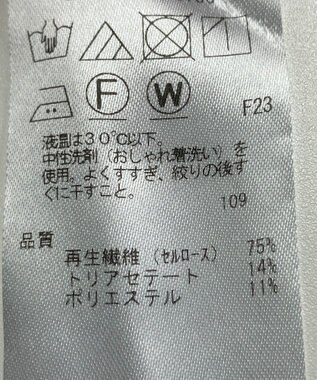 F
W
F23
液温は30℃以下。
中性洗剤（おしゃれ着洗い）を
使用。よくすすぎ、絞りの後す
ぐに干すこと。
109
品質
再生繊維（セルロース） 75%
トリアセテート 14%
ポリエステル 11%